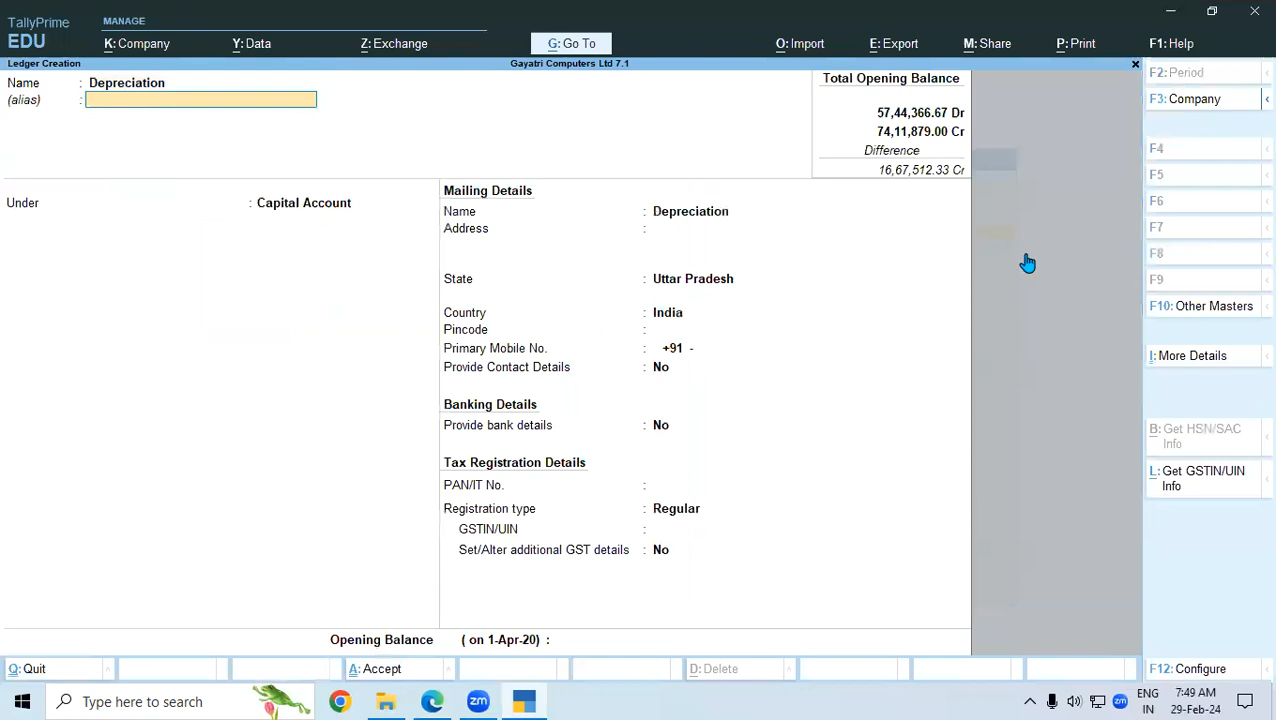 TallyPrime
MANAGE
EDU
K: Company
Y: Data
Z: Exchange
G: Go To
O: Import
E: Export
M: Share
P: Print
F1: Help
Ledger Creation
Gayatri Computers Ltd 7.1
Name : Depreciation
(alias) :
Total Opening Balance
57,44,366.67 Dr
74,11,879.00 Cr
Difference
16,67,512.33 Cr
Under : Capital Account
Mailing Details
Name : Depreciation
Address :
State : Uttar Pradesh
Country : India
Pincode :
Primary Mobile No. : +91 -
Provide Contact Details : No
Banking Details
Provide bank details : No
Tax Registration Details
PAN/IT No. :
Registration type : Regular
GSTIN/UIN :
Set/Alter additional GST details : No
Opening Balance ( on 1-Apr-20) :
F2: Period
F3: Company
F4
F5
F6
F7
F8
F9
F10: Other Masters
I: More Details
B: Get HSN/SAC
Info
L: Get GSTIN/UIN
Info
Q: Quit
A: Accept
D: Delete
F12: Configure
Type here to search
zm
zm
ENG
IN
7:49 AM
29-Feb-24